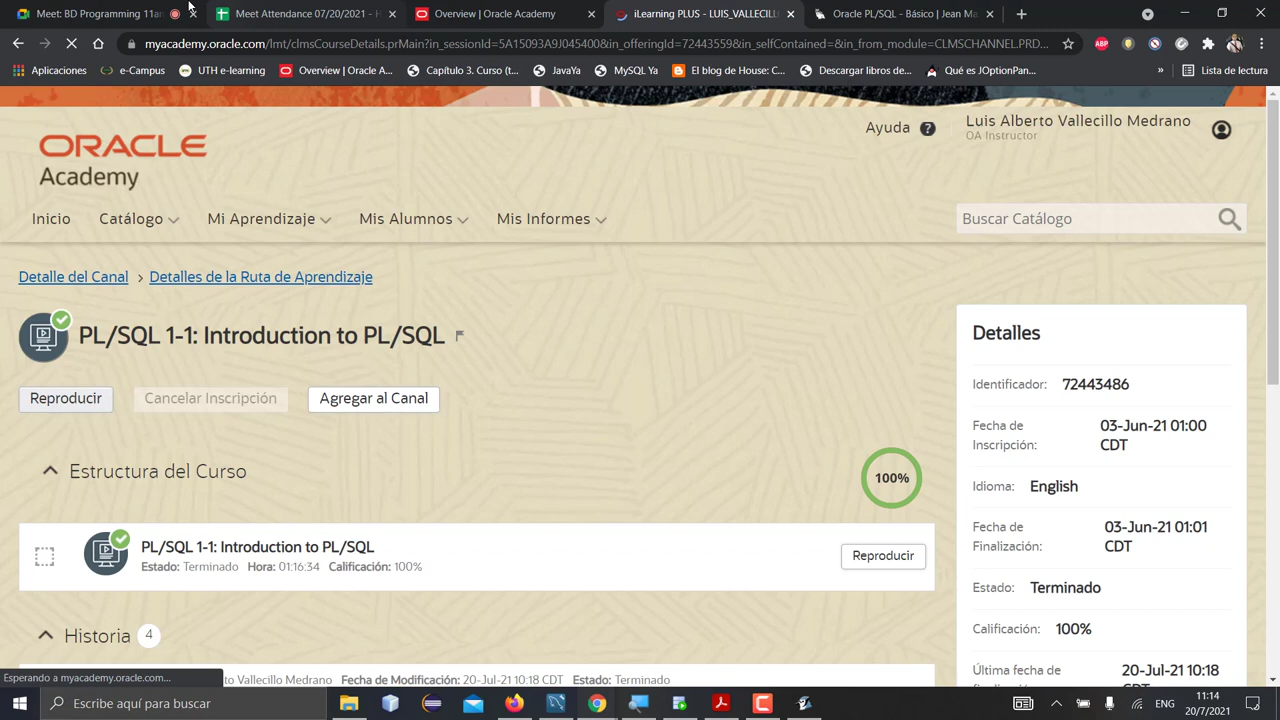 Meet: BD Programming 11am
Meet Attendance 07/20/2021 - H
Overview | Oracle Academy
iLearning PLUS - LUIS_VALLECILL
Oracle PL/SQL - Básico | Jean Ma
myacademy.oracle.com/lmt/clmsCourseDetails.prMain?in_sessionId=5A15093A9J045400&in_offeringId=72443559&in_selfContained=&in_from_module=CLMSCHANNEL.PRD...
Aplicaciones
e-Campus
UTH e-learning
Overview | Oracle A...
Capítulo 3. Curso (t...
JavaYa
MySQL Ya
El blog de House: C...
Descargar libros de...
Qué es JOptionPan...
»
Lista de lectura
ABP
ORACLE
Academy
Ayuda ?
Luis Alberto Vallecillo Medrano
OA Instructor
Inicio
Catálogo
Mi Aprendizaje
Mis Alumnos
Mis Informes
Buscar Catálogo
Detalle del Canal > Detalles de la Ruta de Aprendizaje
PL/SQL 1-1: Introduction to PL/SQL
Reproducir
Cancelar Inscripción
Agregar al Canal
Estructura del Curso
100%
PL/SQL 1-1: Introduction to PL/SQL
Estado: Terminado Hora: 01:16:34 Calificación: 100%
Reproducir
Historia 4
to Vallecillo Medrano Fecha de Modificación: 20-Jul-21 10:18 CDT Estado: Terminado
Detalles
Identificador: 72443486
Fecha de Inscripción: 03-Jun-21 01:00 CDT
Idioma: English
Fecha de Finalización: 03-Jun-21 01:01 CDT
Estado: Terminado
Calificación: 100%
Última fecha de 20-Jul-21 10:18
Esperando a myacademy.oracle.com...
Escribe aquí para buscar
ENG
11:14
20/7/2021